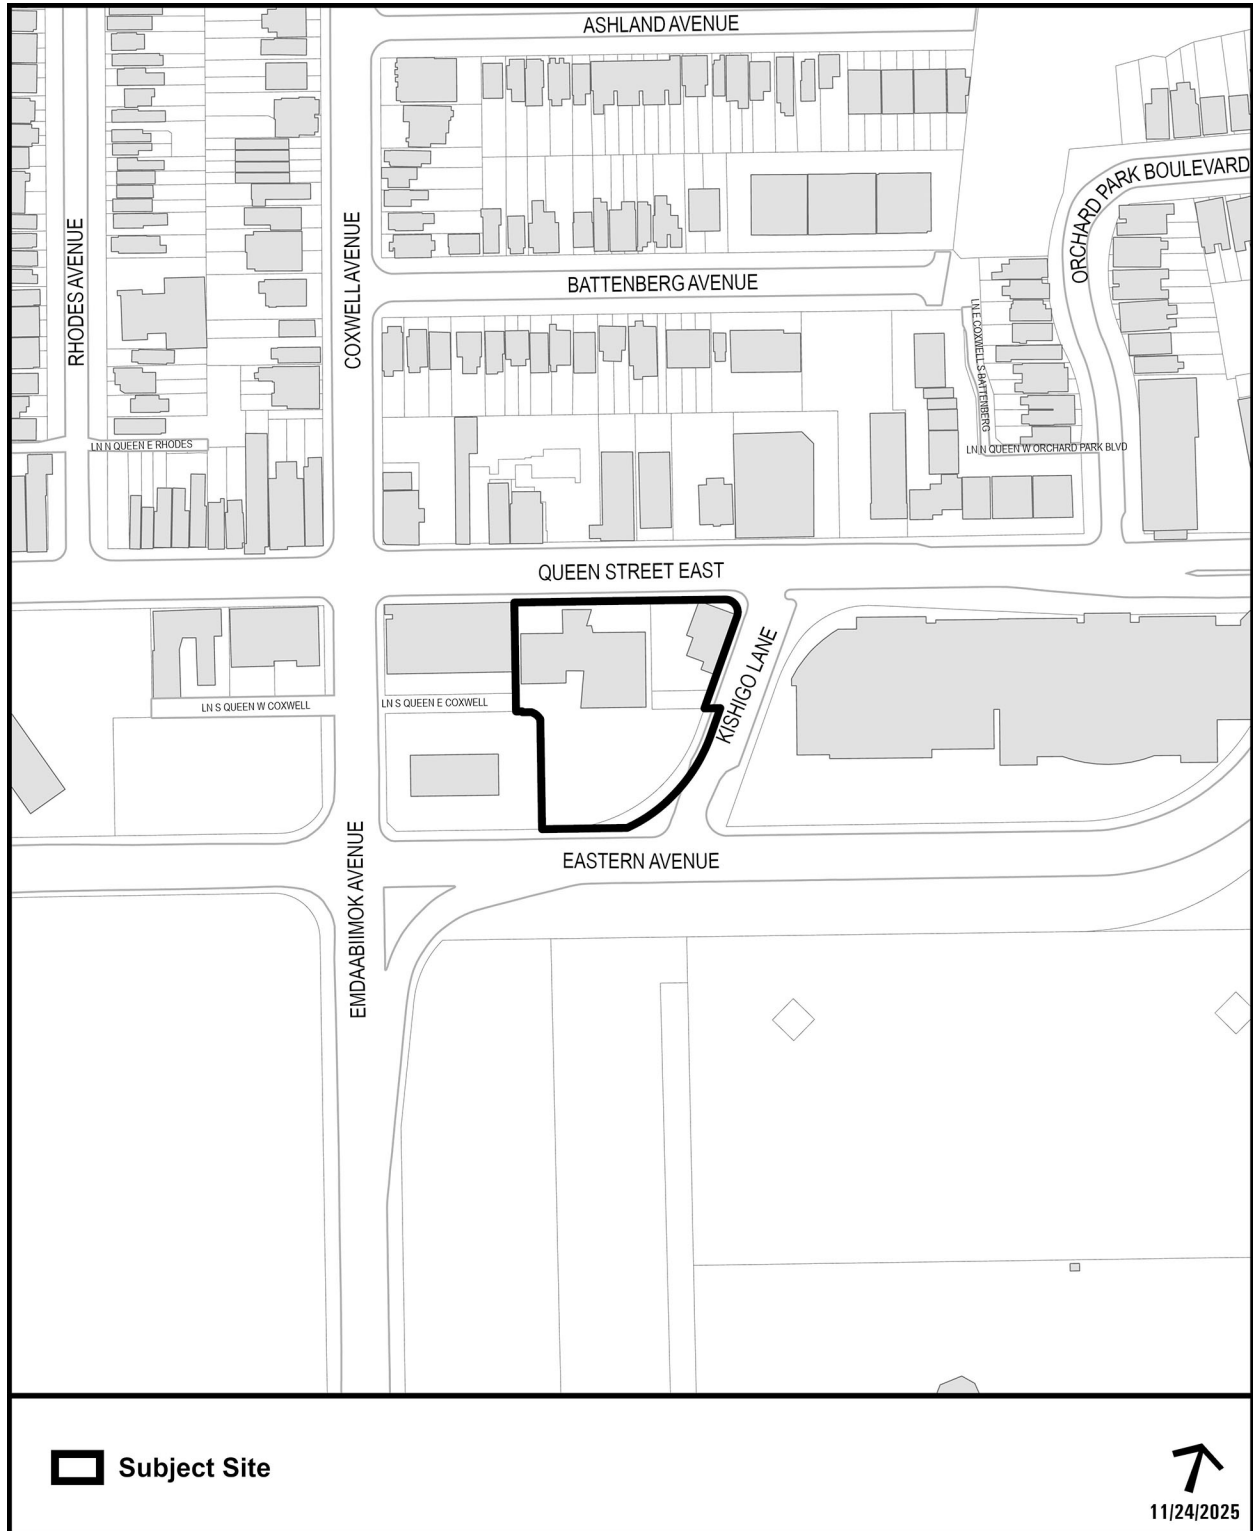 ASHLAND AVENUE
ORCHARD PARK BOULEVARD
RHODES AVENUE
COXWELL AVENUE
BATTENBERG AVENUE
LN E COXWELL S BATTENBERG
LN N QUEEN E RHODES
LN N QUEEN W ORCHARD PARK BLVD
QUEEN STREET EAST
KISHIGO LANE
LN S QUEEN W COXWELL
LN S QUEEN E COXWELL
EMDAABIIMOK AVENUE
EASTERN AVENUE
Subject Site
11/24/2025